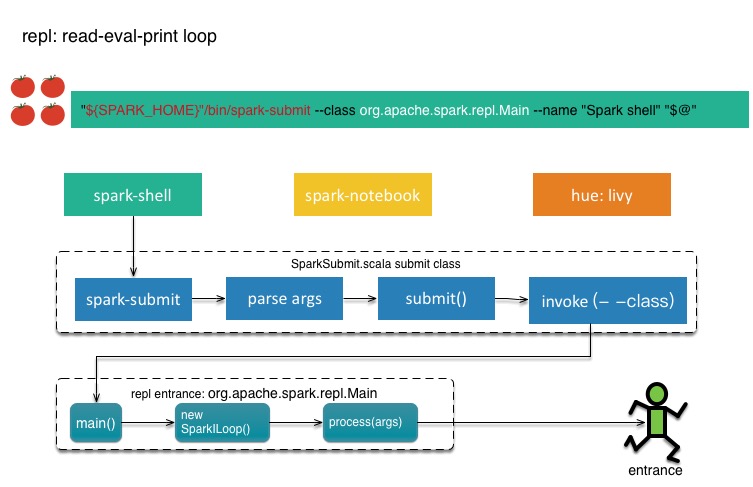 repl: read-eval-print loop
"${SPARK_HOME}"/bin/spark-submit --class org.apache.spark.repl.Main --name "Spark shell" "$@"
spark-shell
spark-notebook
hue: livy
SparkSubmit.scala submit class
spark-submit
parse args
submit()
invoke (– –class)
repl entrance: org.apache.spark.repl.Main
main()
new
SparkILoop()
process(args)
entrance